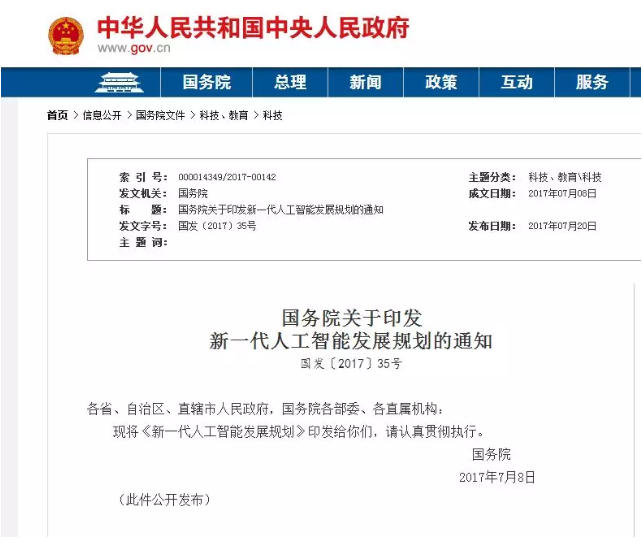 中华人民共和国中央人民政府
www.gov.cn
国务院 总理 新闻 政策 互动 服务
首页 > 信息公开 > 国务院文件 > 科技、教育 > 科技
索 引 号： 000014349/2017-00142 主题分类： 科技、教育\科技
发文机关： 国务院 成文日期： 2017年07月08日
标 题： 国务院关于印发新一代人工智能发展规划的通知
发文字号： 国发〔2017〕35号 发布日期： 2017年07月20日
主 题 词：
国务院关于印发
新一代人工智能发展规划的通知
国发〔2017〕35号
各省、自治区、直辖市人民政府，国务院各部委、各直属机构：
现将《新一代人工智能发展规划》印发给你们，请认真贯彻执行。
国务院
2017年7月8日
（此件公开发布）